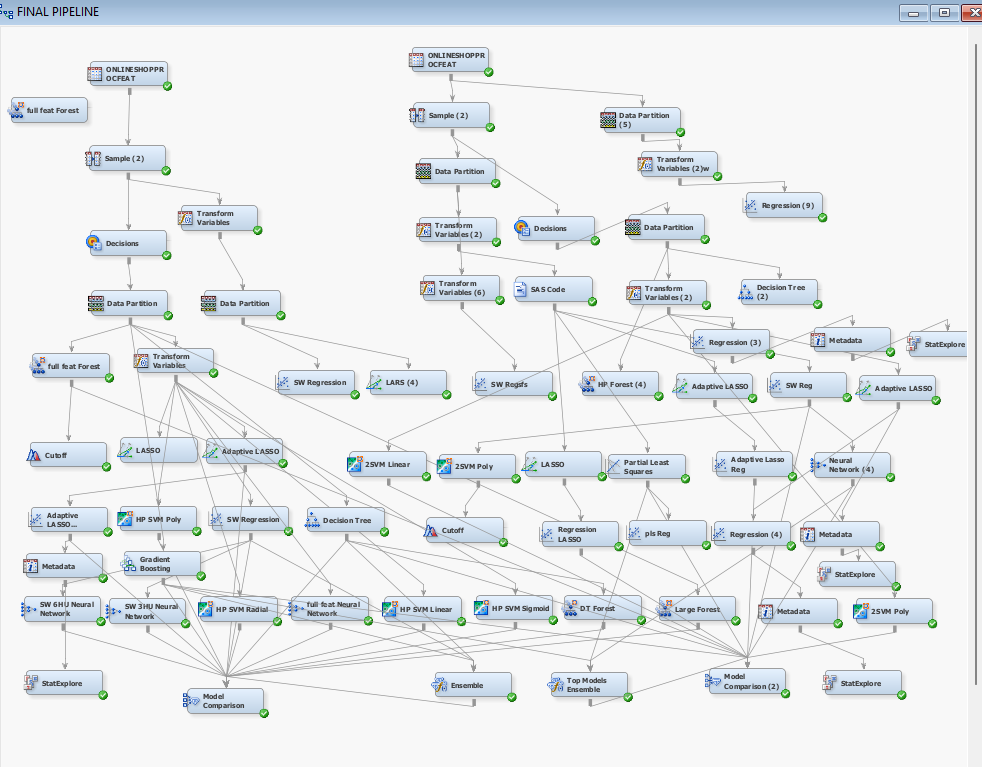 FINAL PIPELINE
ONLINESHOPPR
OCFEAT
ONLINESHOPPR
OCFEAT
full feat Forest
Sample (2)
Data Partition
(5)
Sample (2)
Transform
Variables (2)w
Data Partition
Regression (9)
Transform
Variables
Transform
Variables (2)
Decisions
Data Partition
Decisions
Transform
Variables (6)
SAS Code
Transform
Variables (2)
Decision Tree
(2)
Data Partition
Data Partition
Regression (3)
Metadata
StatExplore
full feat Forest
Transform
Variables
SW Regression
LARS (4)
SW Regsfs
HP Forest (4)
Adaptive LASSO
SW Reg
Adaptive LASSO
Cutoff
LASSO
Adaptive LASSO
2SVM Linear
2SVM Poly
LASSO
Partial Least
Squares
Adaptive Lasso
Reg
Neural
Network (4)
Adaptive
LASSO...
HP SVM Poly
SW Regression
Decision Tree
Cutoff
Regression
LASSO
pls Reg
Regression (4)
Metadata
Metadata
Gradient
Boosting
StatExplore
SW 6HU Neural
Network
SW 3HU Neural
Network
HP SVM Radial
full feat Neural
Network
HP SVM Linear
HP SVM Sigmoid
DT Forest
Large Forest
Metadata
2SVM Poly
StatExplore
Model
Comparison
Ensemble
Top Models
Ensemble
Model
Comparison (2)
StatExplore